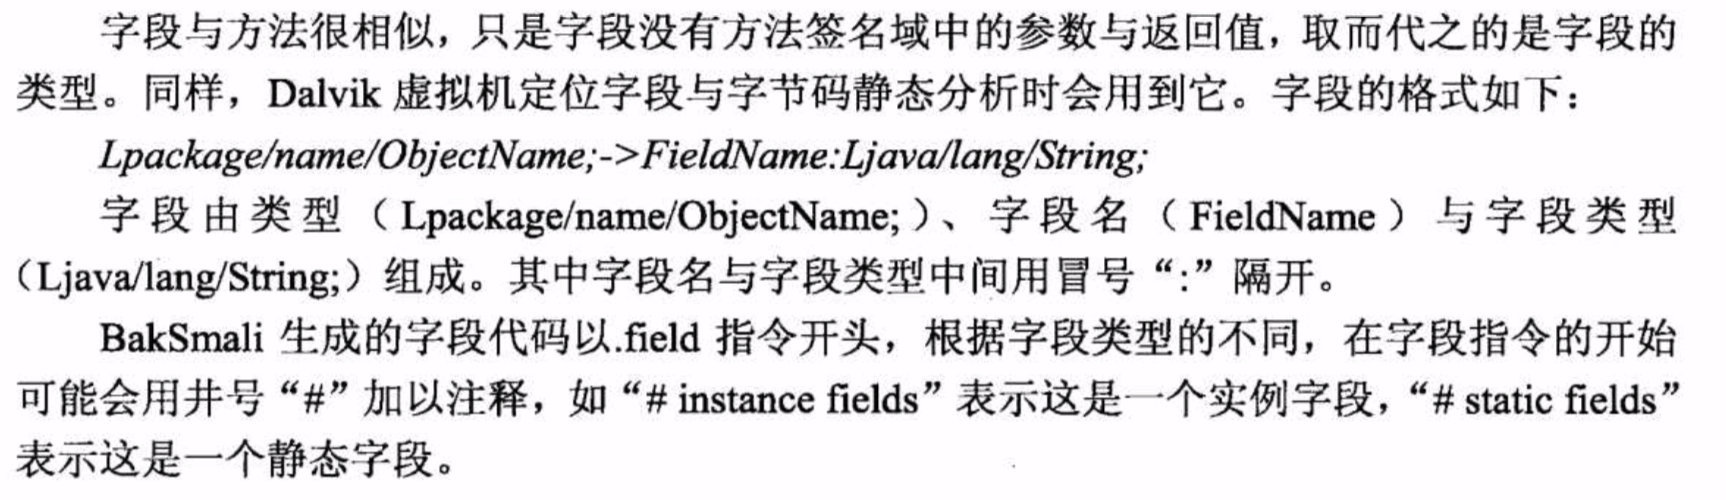 字段与方法很相似，只是字段没有方法签名域中的参数与返回值，取而代之的是字段的
类型。同样，Dalvik 虚拟机定位字段与字节码静态分析时会用到它。字段的格式如下：
Lpackage/name/ObjectName;->FieldName:Ljava/lang/String;
字段由类型（Lpackage/name/ObjectName;）、字段名（FieldName）与字段类型
（Ljava/lang/String;）组成。其中字段名与字段类型中间用冒号“:”隔开。
BakSmali 生成的字段代码以.field 指令开头，根据字段类型的不同，在字段指令的开始
可能会用井号“#”加以注释，如“# instance fields”表示这是一个实例字段，“# static fields”
表示这是一个静态字段。